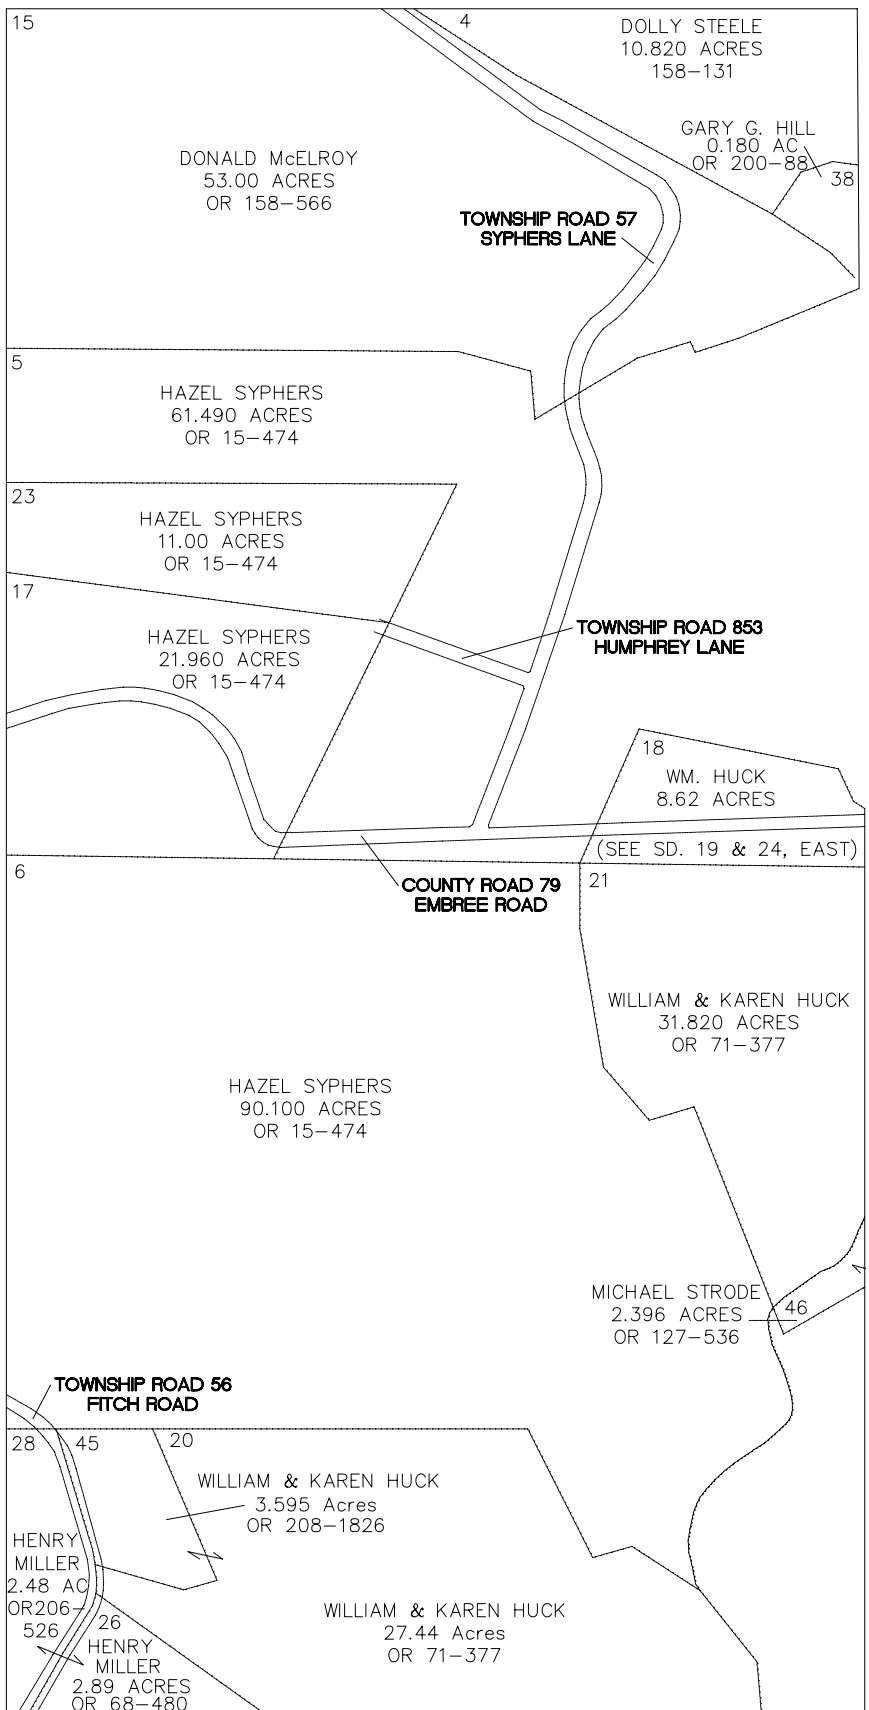 15
4
DOLLY STEELE
10.820 ACRES
158-131
GARY G. HILL
0.180 AC
OR 200-88
38
DONALD McELROY
53.00 ACRES
OR 158-566
TOWNSHIP ROAD 57
SYPHERS LANE
5
HAZEL SYPHERS
61.490 ACRES
OR 15-474
23
HAZEL SYPHERS
11.00 ACRES
OR 15-474
17
HAZEL SYPHERS
21.960 ACRES
OR 15-474
TOWNSHIP ROAD 853
HUMPHREY LANE
18
WM. HUCK
8.62 ACRES
(SEE SD. 19 & 24, EAST)
6
COUNTY ROAD 79
EMBREE ROAD
21
WILLIAM & KAREN HUCK
31.820 ACRES
OR 71-377
HAZEL SYPHERS
90.100 ACRES
OR 15-474
MICHAEL STRODE
2.396 ACRES
OR 127-536
46
TOWNSHIP ROAD 56
FITCH ROAD
28
45
20
WILLIAM & KAREN HUCK
3.595 Acres
OR 208-1826
HENRY
MILLER
2.48 AC
OR206-
526
26
HENRY
MILLER
2.89 ACRES
OR 68-480
WILLIAM & KAREN HUCK
27.44 Acres
OR 71-377